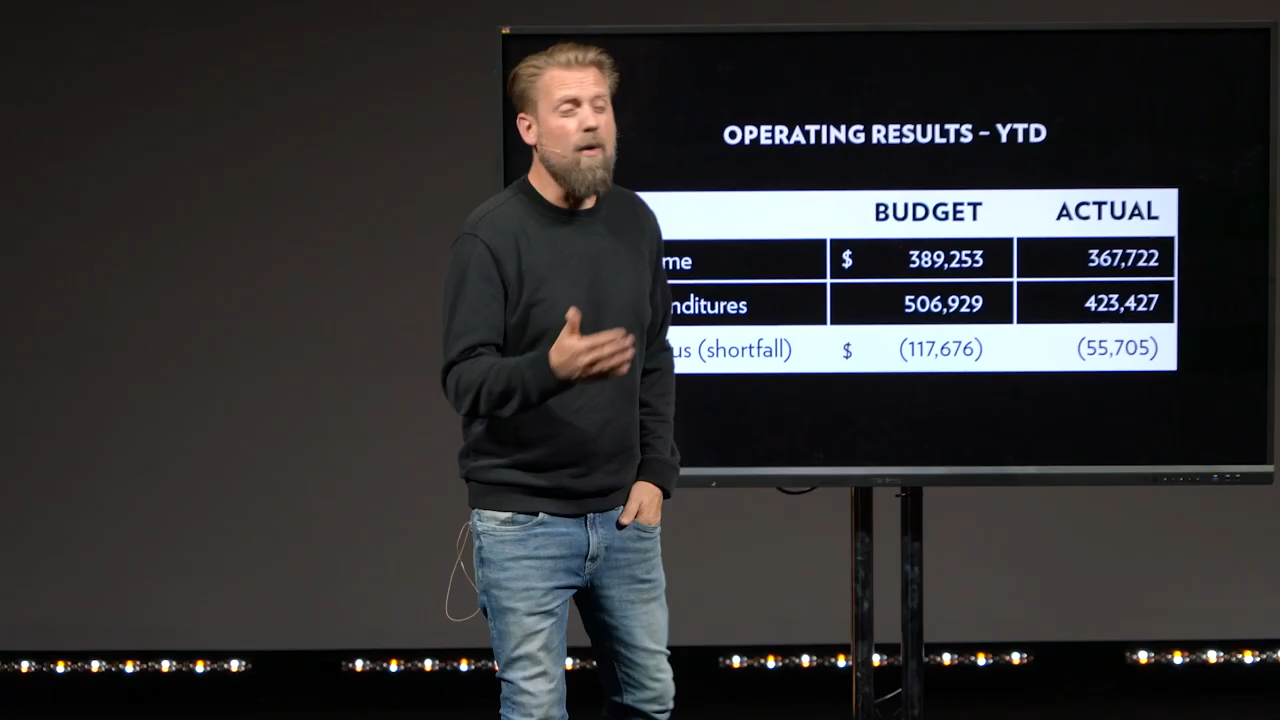 OPERATING RESULTS – YTD
BUDGET ACTUAL
me $ 389,253 367,722
nditures 506,929 423,427
us (shortfall) $ (117,676) (55,705)